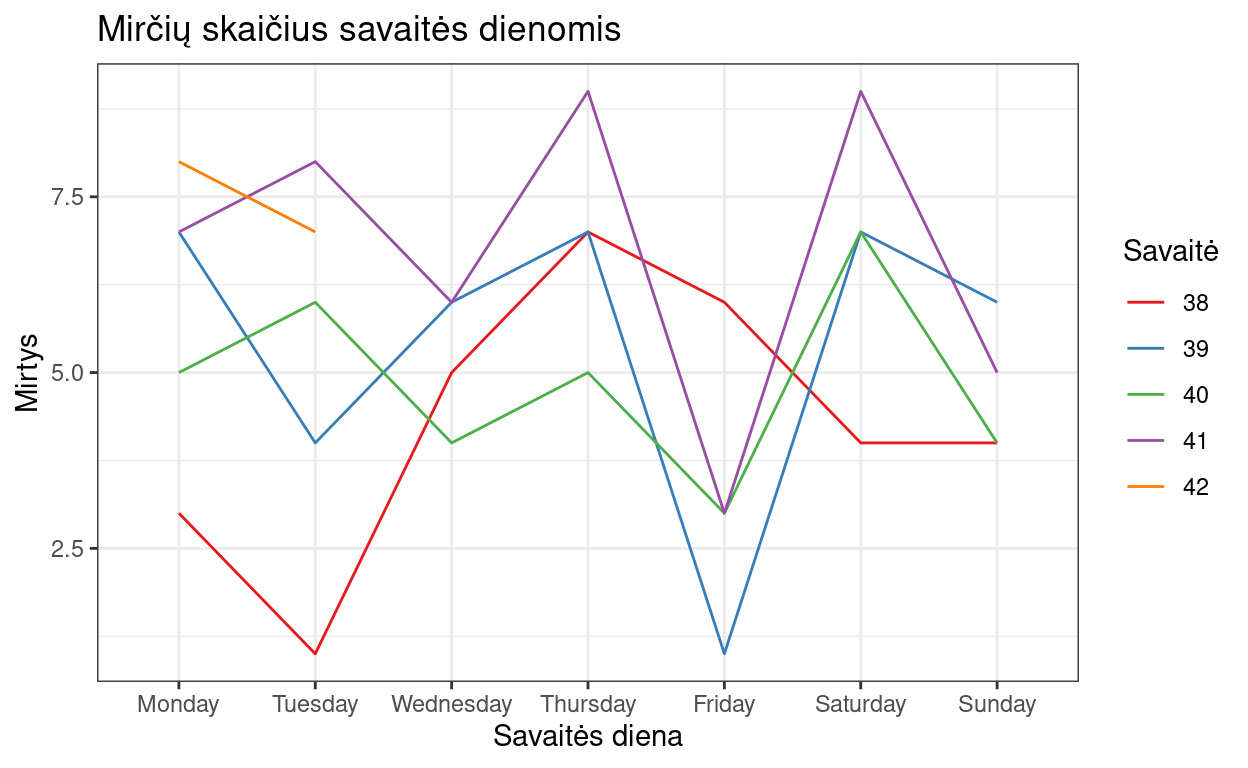 Mirčių skaičius savaitės dienomis
Mirtys
7.5
5.0
2.5
Monday Tuesday Wednesday Thursday Friday Saturday Sunday
Savaitės diena
Savaitė
38
39
40
41
42